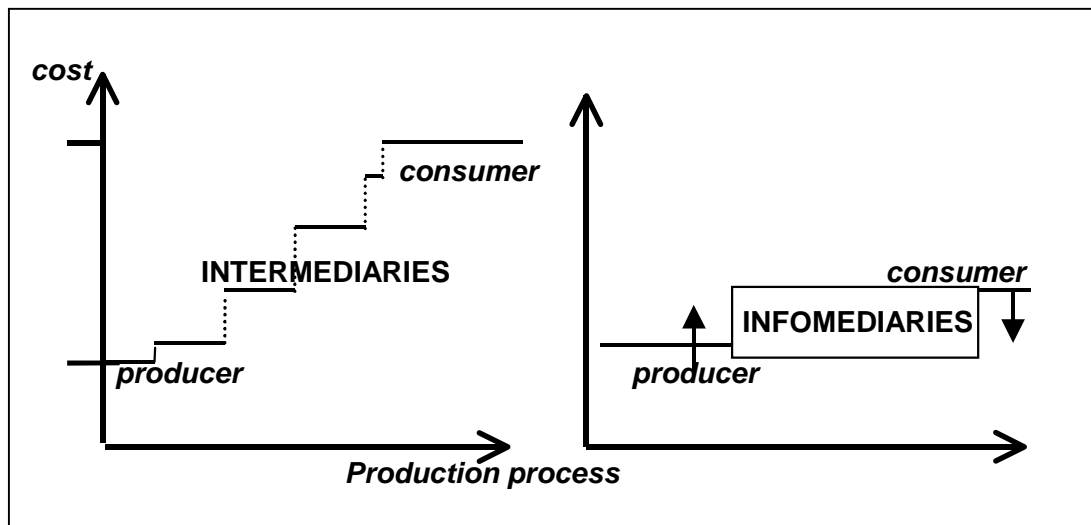 cost
consumer
INTERMEDIARIES
producer
consumer
INFOMEDIARIES
producer
Production process